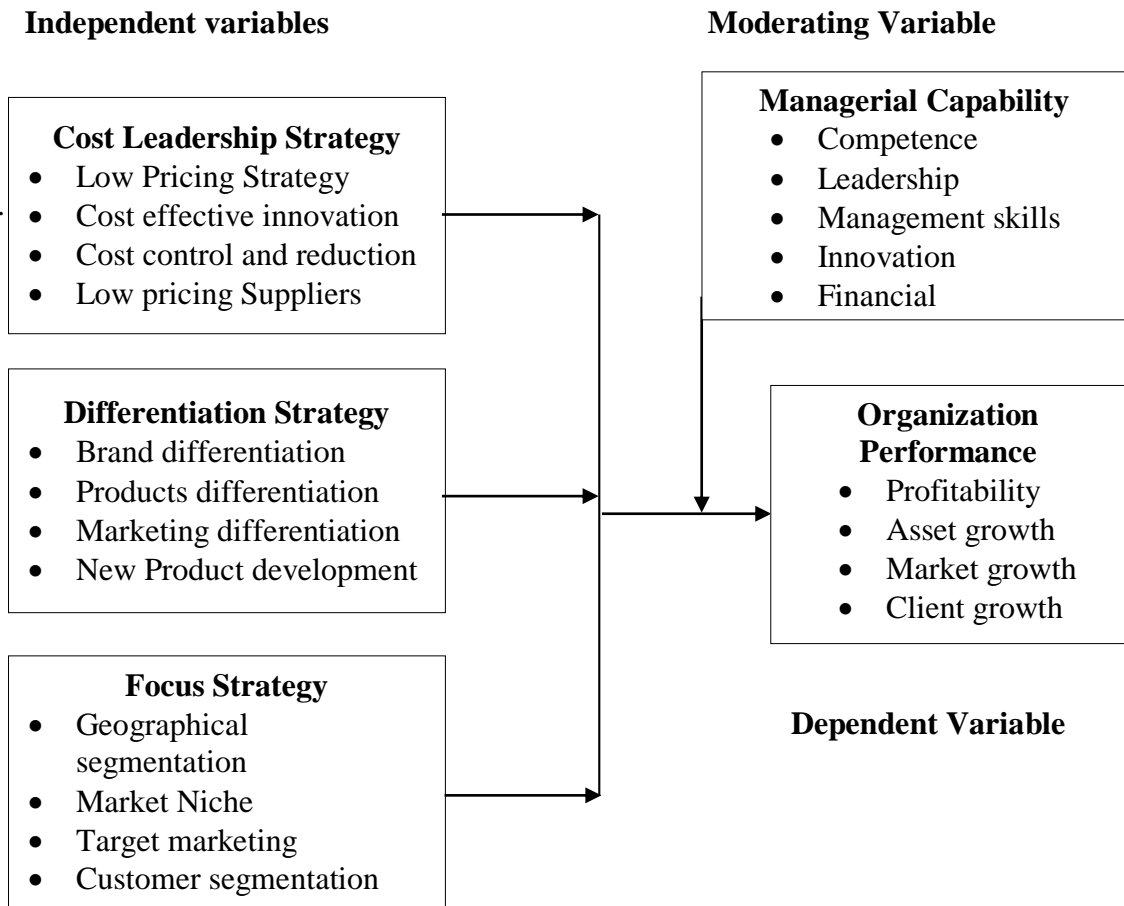 Independent variables
Moderating Variable
Cost Leadership Strategy
• Low Pricing Strategy
• Cost effective innovation
• Cost control and reduction
• Low pricing Suppliers
Managerial Capability
• Competence
• Leadership
• Management skills
• Innovation
• Financial
Differentiation Strategy
• Brand differentiation
• Products differentiation
• Marketing differentiation
• New Product development
Organization
Performance
• Profitability
• Asset growth
• Market growth
• Client growth
Focus Strategy
• Geographical
segmentation
• Market Niche
• Target marketing
• Customer segmentation
Dependent Variable